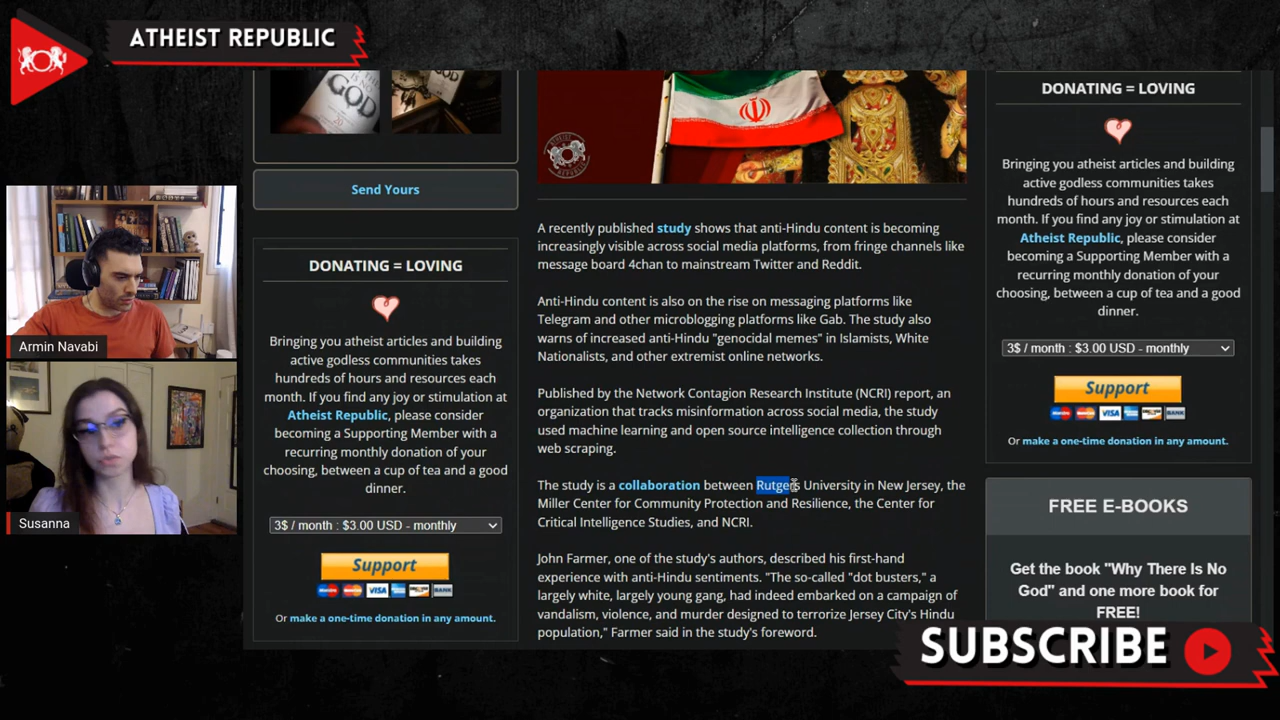 ATHEIST REPUBLIC
GOD
GOD
Send Yours
DONATING = LOVING
Bringing you atheist articles and building
active godless communities takes
hundreds of hours and resources each
month. If you find any joy or stimulation at
Atheist Republic, please consider
becoming a Supporting Member with a
recurring monthly donation of your
choosing, between a cup of tea and a good
dinner.
3$ / month : $3.00 USD - monthly
Support
VISA
BANK
Or make a one-time donation in any amount.
A recently published study shows that anti-Hindu content is becoming
increasingly visible across social media platforms, from fringe channels like
message board 4chan to mainstream Twitter and Reddit.
Anti-Hindu content is also on the rise on messaging platforms like
Telegram and other microblogging platforms like Gab. The study also
warns of increased anti-Hindu "genocidal memes" in Islamists, White
Nationalists, and other extremist online networks.
Published by the Network Contagion Research Institute (NCRI) report, an
organization that tracks misinformation across social media, the study
used machine learning and open source intelligence collection through
web scraping.
The study is a collaboration between Rutgers University in New Jersey, the
Miller Center for Community Protection and Resilience, the Center for
Critical Intelligence Studies, and NCRI.
John Farmer, one of the study's authors, described his first-hand
experience with anti-Hindu sentiments. "The so-called "dot busters," a
largely white, largely young gang, had indeed embarked on a campaign of
vandalism, violence, and murder designed to terrorize Jersey City's Hindu
population," Farmer said in the study's foreword.
DONATING = LOVING
Bringing you atheist articles and building
active godless communities takes
hundreds of hours and resources each
month. If you find any joy or stimulation at
Atheist Republic, please consider
becoming a Supporting Member with a
recurring monthly donation of your
choosing, between a cup of tea and a good
dinner.
3$ / month : $3.00 USD - monthly
Support
VISA
BANK
Or make a one-time donation in any amount.
FREE E-BOOKS
Get the book "Why There Is No
God" and one more book for
FREE!
Armin Navabi
Susanna
SUBSCRIBE